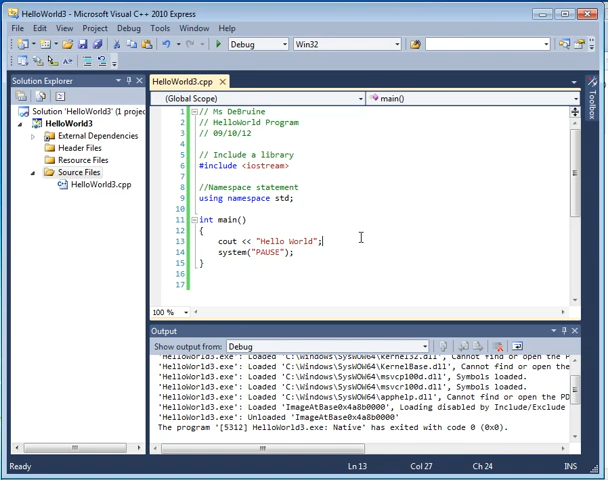 HelloWorld3 - Microsoft Visual C++ 2010 Express
File Edit View Project Debug Tools Window Help
Debug Win32
Solution Explorer
HelloWorld3.cpp
(Global Scope) main()
Solution 'HelloWorld3' (1 projec
HelloWorld3
External Dependencies
Header Files
Resource Files
Source Files
HelloWorld3.cpp
Toolbox
1 // Ms DeBruine
2 // HelloWorld Program
3 // 09/10/12
4
5 // Include a library
6 #include <iostream>
7
8 //Namespace statement
9 using namespace std;
10
11 int main()
12 {
13 cout << "Hello World";
14 system("PAUSE");
15 }
16
17
100 %
Output
Show output from: Debug
'HelloWorld3.exe': Loaded 'C:\Windows\SysWOW64\kernel32.dll', Cannot find or open the P
'HelloWorld3.exe': Loaded 'C:\Windows\SysWOW64\KernelBase.dll', Cannot find or open the
'HelloWorld3.exe': Loaded 'C:\Windows\SysWOW64\msvcp100d.dll', Symbols loaded.
'HelloWorld3.exe': Loaded 'C:\Windows\SysWOW64\msvcr100d.dll', Symbols loaded.
'HelloWorld3.exe': Loaded 'C:\Windows\SysWOW64\apphelp.dll', Cannot find or open the PD
'HelloWorld3.exe': Loaded 'ImageAtBase0x4a8b0000', Loading disabled by Include/Exclude
'HelloWorld3.exe': Unloaded 'ImageAtBase0x4a8b0000'
The program '[5312] HelloWorld3.exe: Native' has exited with code 0 (0x0).
Ready Ln 13 Col 27 Ch 24 INS